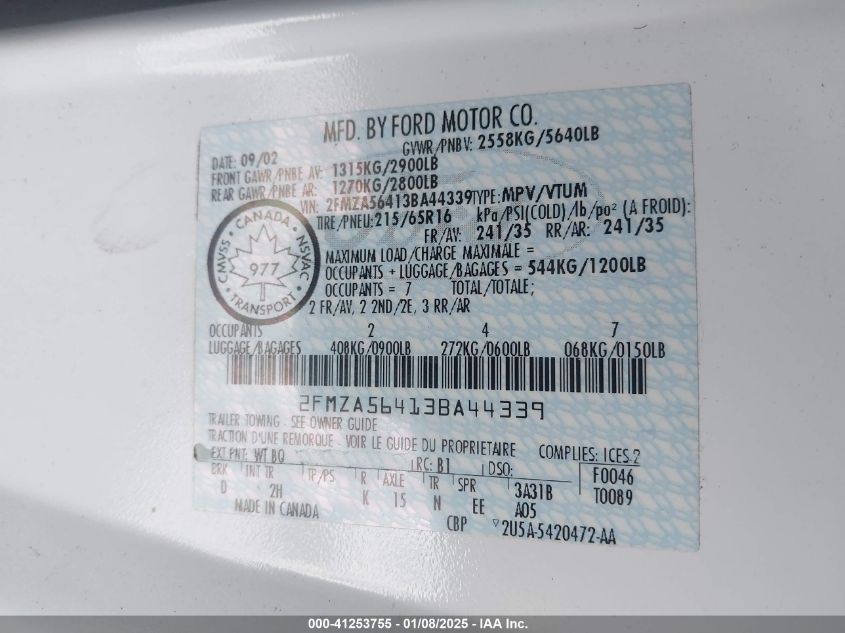 MFD. BY FORD MOTOR CO.
DATE: 09/02 GVWR/PNBV: 2558KG/5640LB
FRONT GAWR/PNBE AV: 1315KG/2900LB
REAR GAWR/PNBE AR: 1270KG/2800LB
VIN: 2FMZA56413BA44339 TYPE: MPV/VTUM
TIRE/PNEU: 215/65R16 kPa/PSI(COLD)/lb/po² (A FROID):
FR/AV: 241/35 RR/AR: 241/35
MAXIMUM LOAD/CHARGE MAXIMALE =
OCCUPANTS + LUGGAGE/BAGAGES = 544KG/1200LB
OCCUPANTS = 7 TOTAL/TOTALE;
2 FR/AV, 2 2ND/2E, 3 RR/AR
CANADA
CMVSS 977 NSVAC
TRANSPORT
OCCUPANTS 2 4 7
LUGGAGE/BAGAGES 408KG/0900LB 272KG/0600LB 068KG/0150LB
2FMZA56413BA44339
TRAILER TOWING - SEE OWNER GUIDE
TRACTION D'UNE REMORQUE - VOIR LE GUIDE DU PROPRIETAIRE COMPLIES: ICES-2
EXT PNT: WT BQ RC: B1 DSO: F0046
BRK INT TR TP/PS R AXLE TR SPR T0089
D 2H K 15 N EE 3A31B
MADE IN CANADA A05
CBP 2U5A-5420472-AA
000-41253755 - 01/08/2025 - IAA Inc.